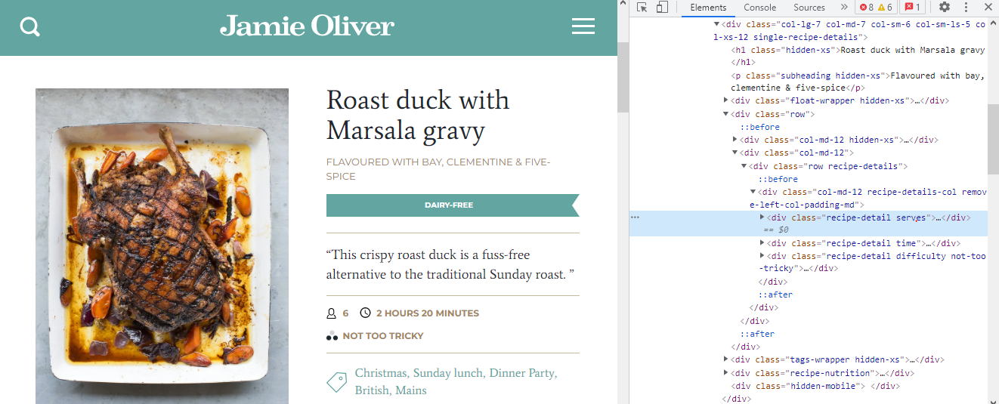 Jamie Oliver
Roast duck with
Marsala gravy
FLAVOURED WITH BAY, CLEMENTINE & FIVE-
SPICE
DAIRY-FREE
“This crispy roast duck is a fuss-free
alternative to the traditional Sunday roast. ”
6 2 HOURS 20 MINUTES
NOT TOO TRICKY
Christmas, Sunday lunch, Dinner Party,
British, Mains
Elements Console Sources » 8 6 1
<div class="col-lg-7 col-md-7 col-sm-6 col-sm-ls-5 co
l-xs-12 single-recipe-details">
<h1 class="hidden-xs">Roast duck with Marsala gravy
</h1>
<p class="subheading hidden-xs">Flavoured with bay,
clementine & five-spice</p>
<div class="float-wrapper hidden-xs">…</div>
<div class="row">
::before
<div class="col-md-12 hidden-xs">…</div>
<div class="col-md-12">
<div class="row recipe-details">
::before
<div class="col-md-12 recipe-details-col remov
e-left-col-padding-md">
<div class="recipe-detail serves">…</div>
== $0
<div class="recipe-detail time">…</div>
<div class="recipe-detail difficulty not-too
-tricky">…</div>
</div>
::after
</div>
</div>
::after
</div>
<div class="tags-wrapper hidden-xs">…</div>
<div class="recipe-nutrition">…</div>
<div class="hidden-mobile"> </div>
</div>